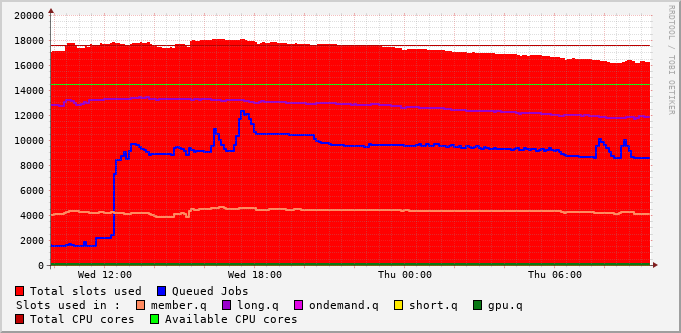 RRDTOOL / TOBI OETIKER
20000
18000
16000
14000
12000
10000
8000
6000
4000
2000
0
Wed 12:00 Wed 18:00 Thu 00:00 Thu 06:00
Total slots used Queued Jobs
Slots used in : member.q long.q ondemand.q short.q gpu.q
Total CPU cores Available CPU cores